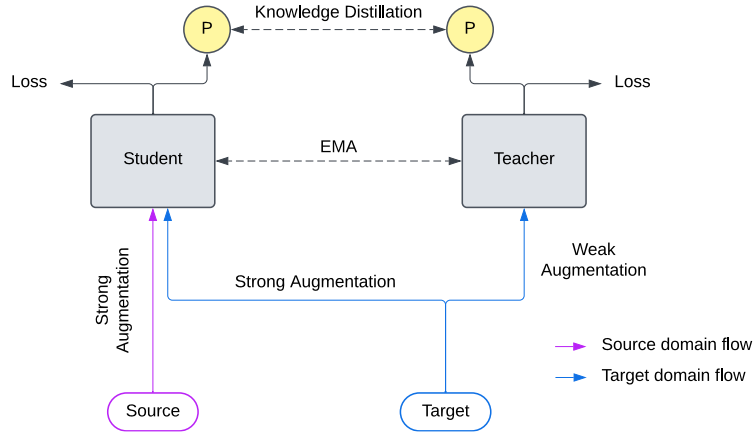 Knowledge Distillation
P
P
Loss
Loss
Student
EMA
Teacher
Strong
Augmentation
Strong Augmentation
Weak
Augmentation
Source domain flow
Target domain flow
Source
Target